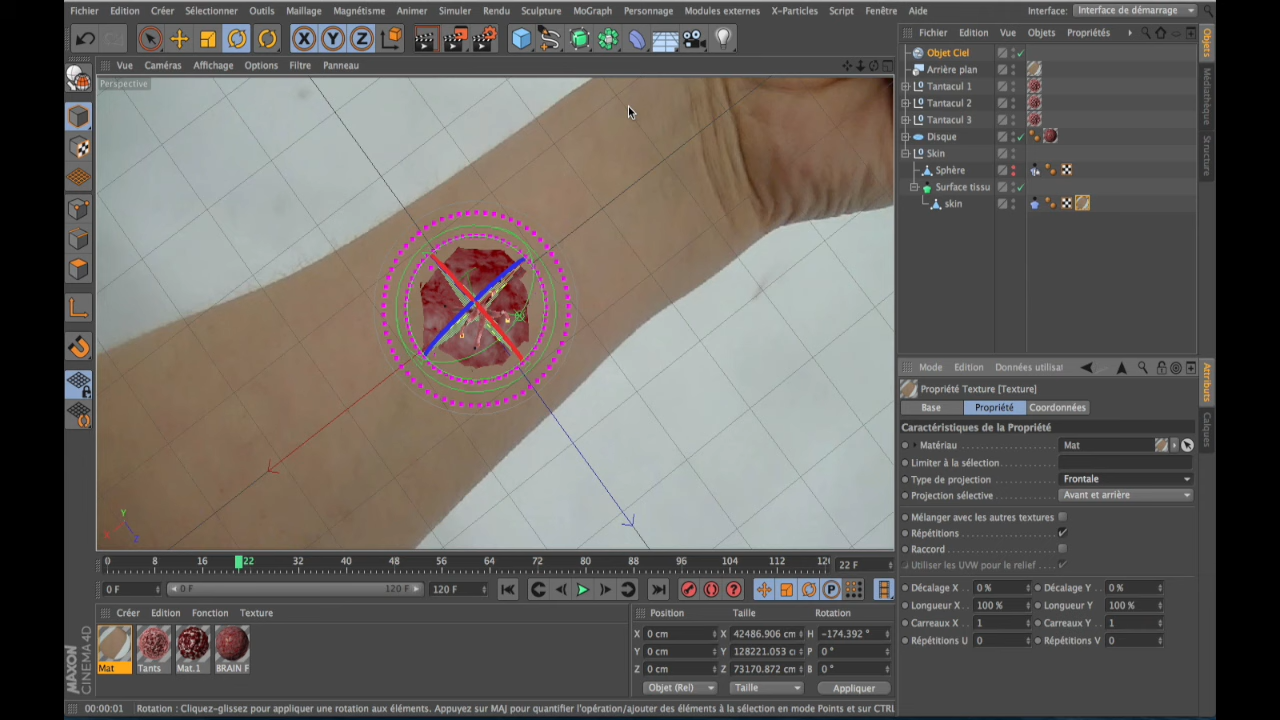 Fichier Edition Créer Sélectionner Outils Maillage Magnétisme Animer Simuler Rendu Sculpture MoGraph Personnage Modules externes X-Particles Script Fenêtre Aide Interface: Interface de démarrage
Fichier Edition Vue Objets Propriétés
Objets
Médiathèque
Structure
Vue Caméras Affichage Options Filtre Panneau
Perspective
Objet Ciel
Arrière plan
Tantacul 1
Tantacul 2
Tantacul 3
Disque
Skin
Sphère
Surface tissu
skin
Mode Edition Données utilisat
Attributs
Calques
Propriété Texture [Texture]
Base Propriété Coordonnées
Caractéristiques de la Propriété
Matériau Mat
Limiter à la sélection
Type de projection Frontale
Projection sélective Avant et arrière
Mélanger avec les autres textures
Répétitions
Raccord
Utiliser les UVW pour le relief
Décalage X 0 % Décalage Y 0 %
Longueur X 100 % Longueur Y 100 %
Carreaux X 1 Carreaux Y 1
Répétitions U 0 Répétitions V 0
Y
X
Z
0 8 16 22 32 40 48 56 64 72 80 88 96 104 112 120 22 F
0 F 0 F 120 F 120 F
Créer Edition Fonction Texture
Mat Tants Mat.1 BRAIN F
Position Taille Rotation
X 0 cm X 42486.906 cm H -174.392 °
Y 0 cm Y 128221.053 cm P 0 °
Z 0 cm Z 73170.872 cm B 0 °
Objet (Rel) Taille Appliquer
MAXON
CINEMA 4D
00:00:01 Rotation : Cliquez-glissez pour appliquer une rotation aux éléments. Appuyez sur MAJ pour quantifier l'opération/ajouter des éléments à la sélection en mode Points et sur CTRL